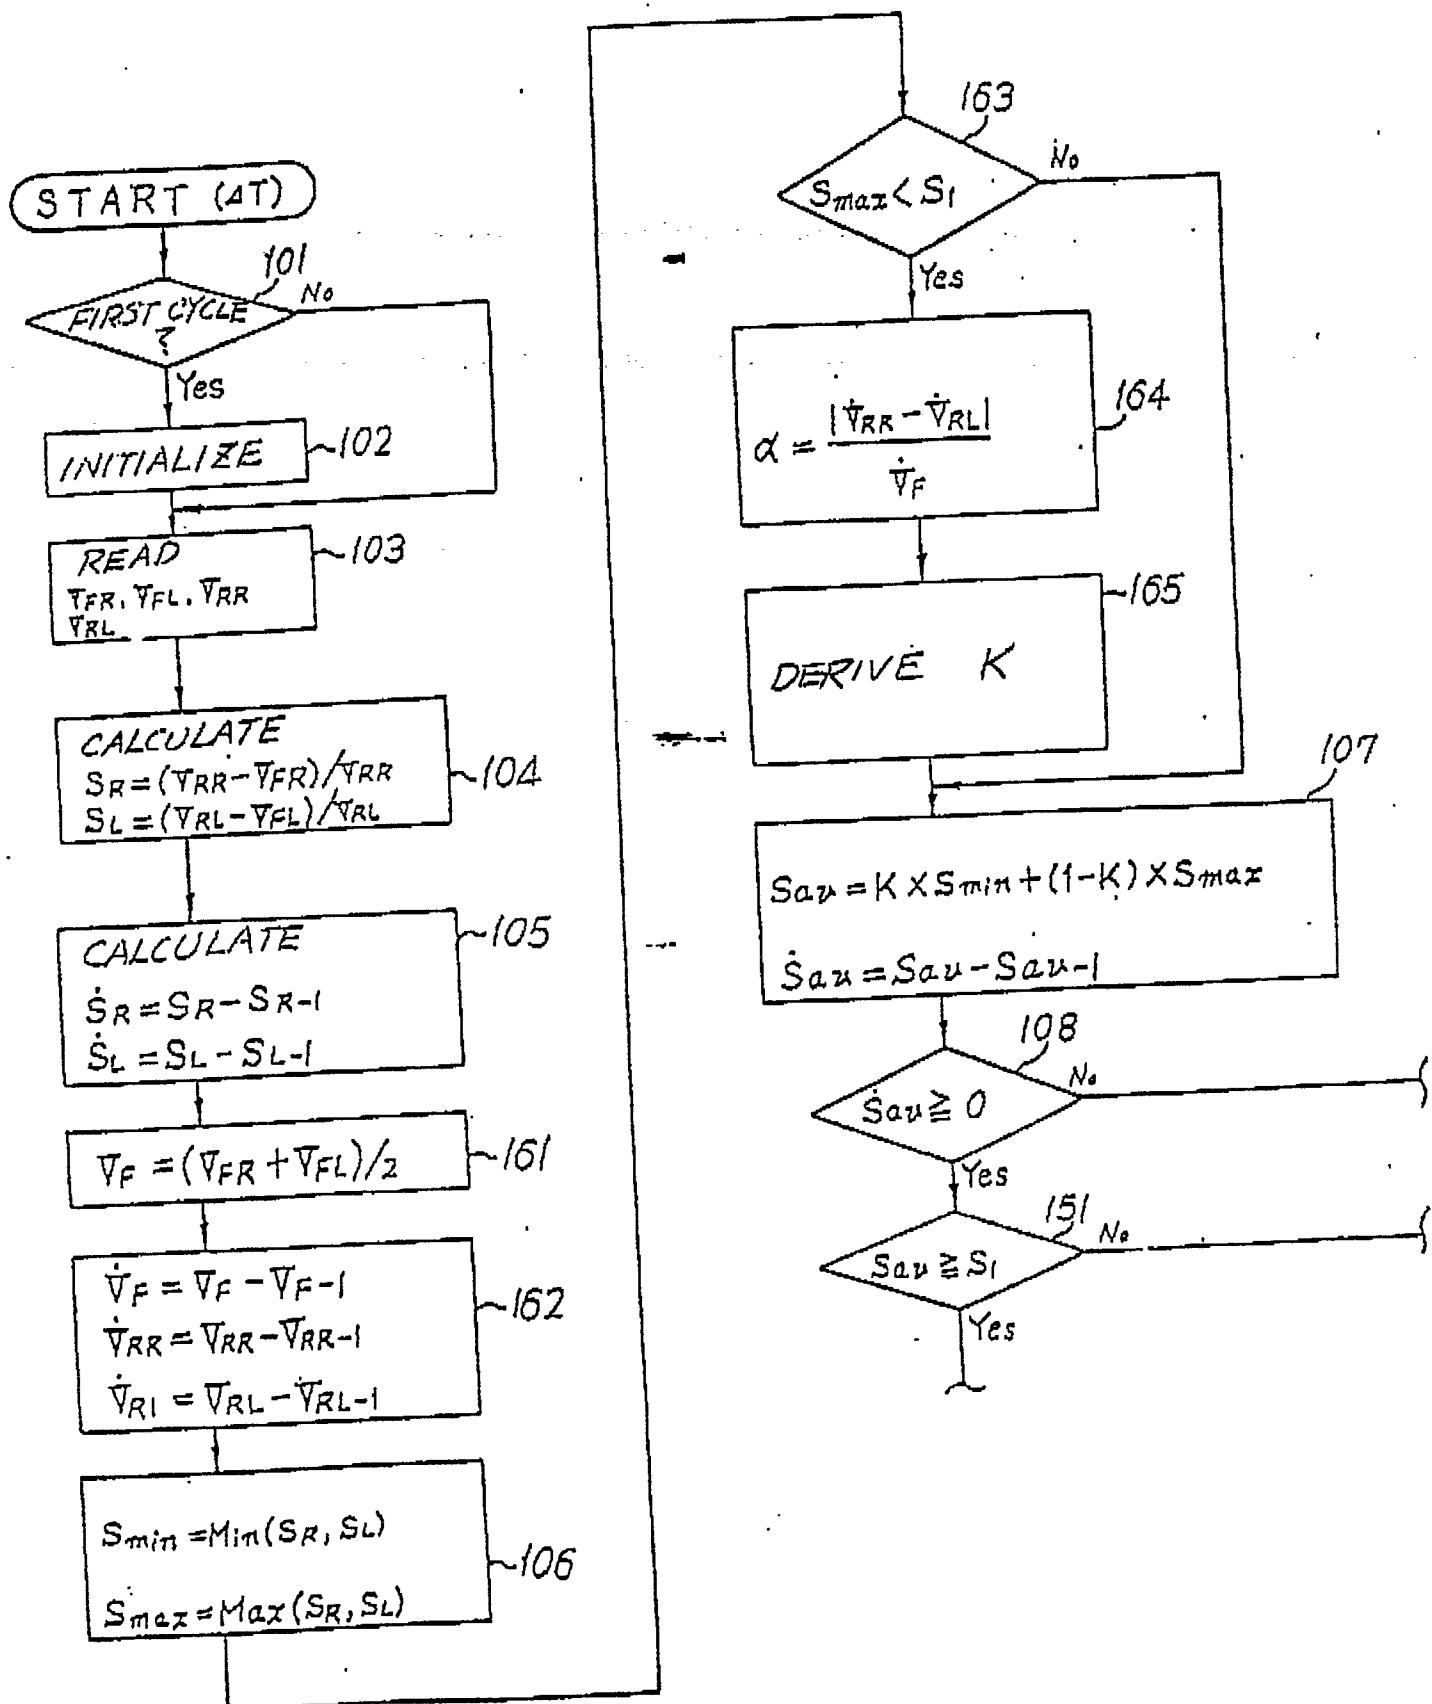 START (ΔT)
101
FIRST CYCLE
?
No
Yes
INITIALIZE
102
READ
V̄FR, V̄FL, V̄RR
V̄RL
103
CALCULATE
SR=(VRR-VFR)/VRR
SL=(VRL-VFL)/VRL
104
CALCULATE
ṠR=SR-SR-1
ṠL=SL-SL-1
105
VF=(VFR+VFL)/2
161
V̇F=VF-VF-1
V̇RR=VRR-VRR-1
V̇Rl=VRL-VRL-1
162
Smin=Min(SR,SL)
Smax=Max(SR,SL)
106
163
Smax<S1
No
Yes
α=|V̇RR-V̇RL|
V̇F
164
DERIVE K
165
107
Sav=K×Smin+(1-K)×Smax
Ṡav=Sav-Sav-1
108
Ṡav≧0
No
Yes
151
Sav≧S1
No
Yes